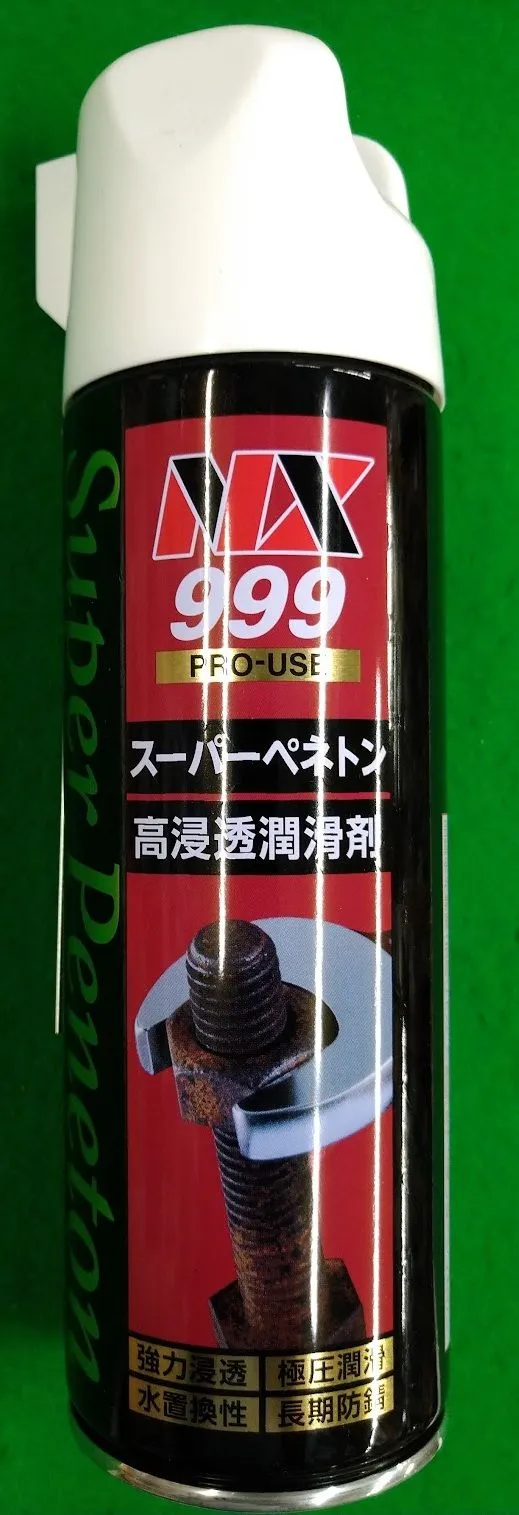 NX
999
PRO-USE
スーパーペネトン
高浸透潤滑剤
強力浸透
極圧潤滑
水置換性
長期防錆
Super Peneton